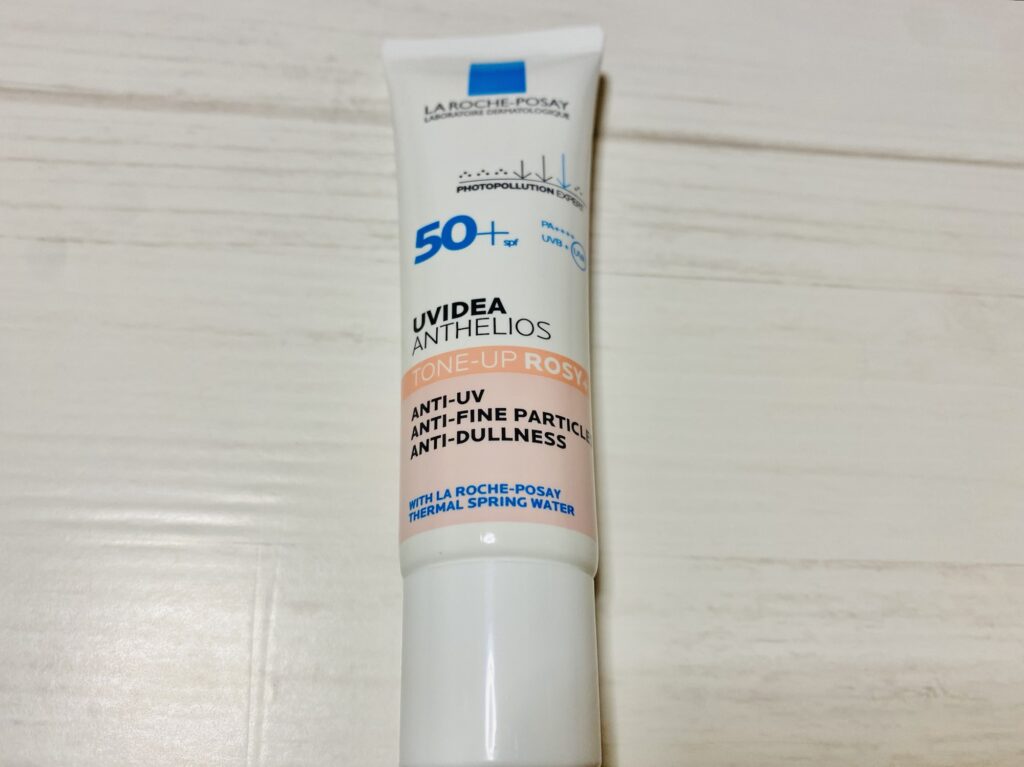 LA ROCHE-POSAY
LABORATOIRE DERMATOLOGIQUE
PHOTOPOLLUTION EXPERT
50+ spf
PA++++
UVB + UVA
UVIDEA
ANTHELIOS
TONE-UP ROSY+
ANTI-UV
ANTI-FINE PARTICLE
ANTI-DULLNESS
WITH LA ROCHE-POSAY
THERMAL SPRING WATER